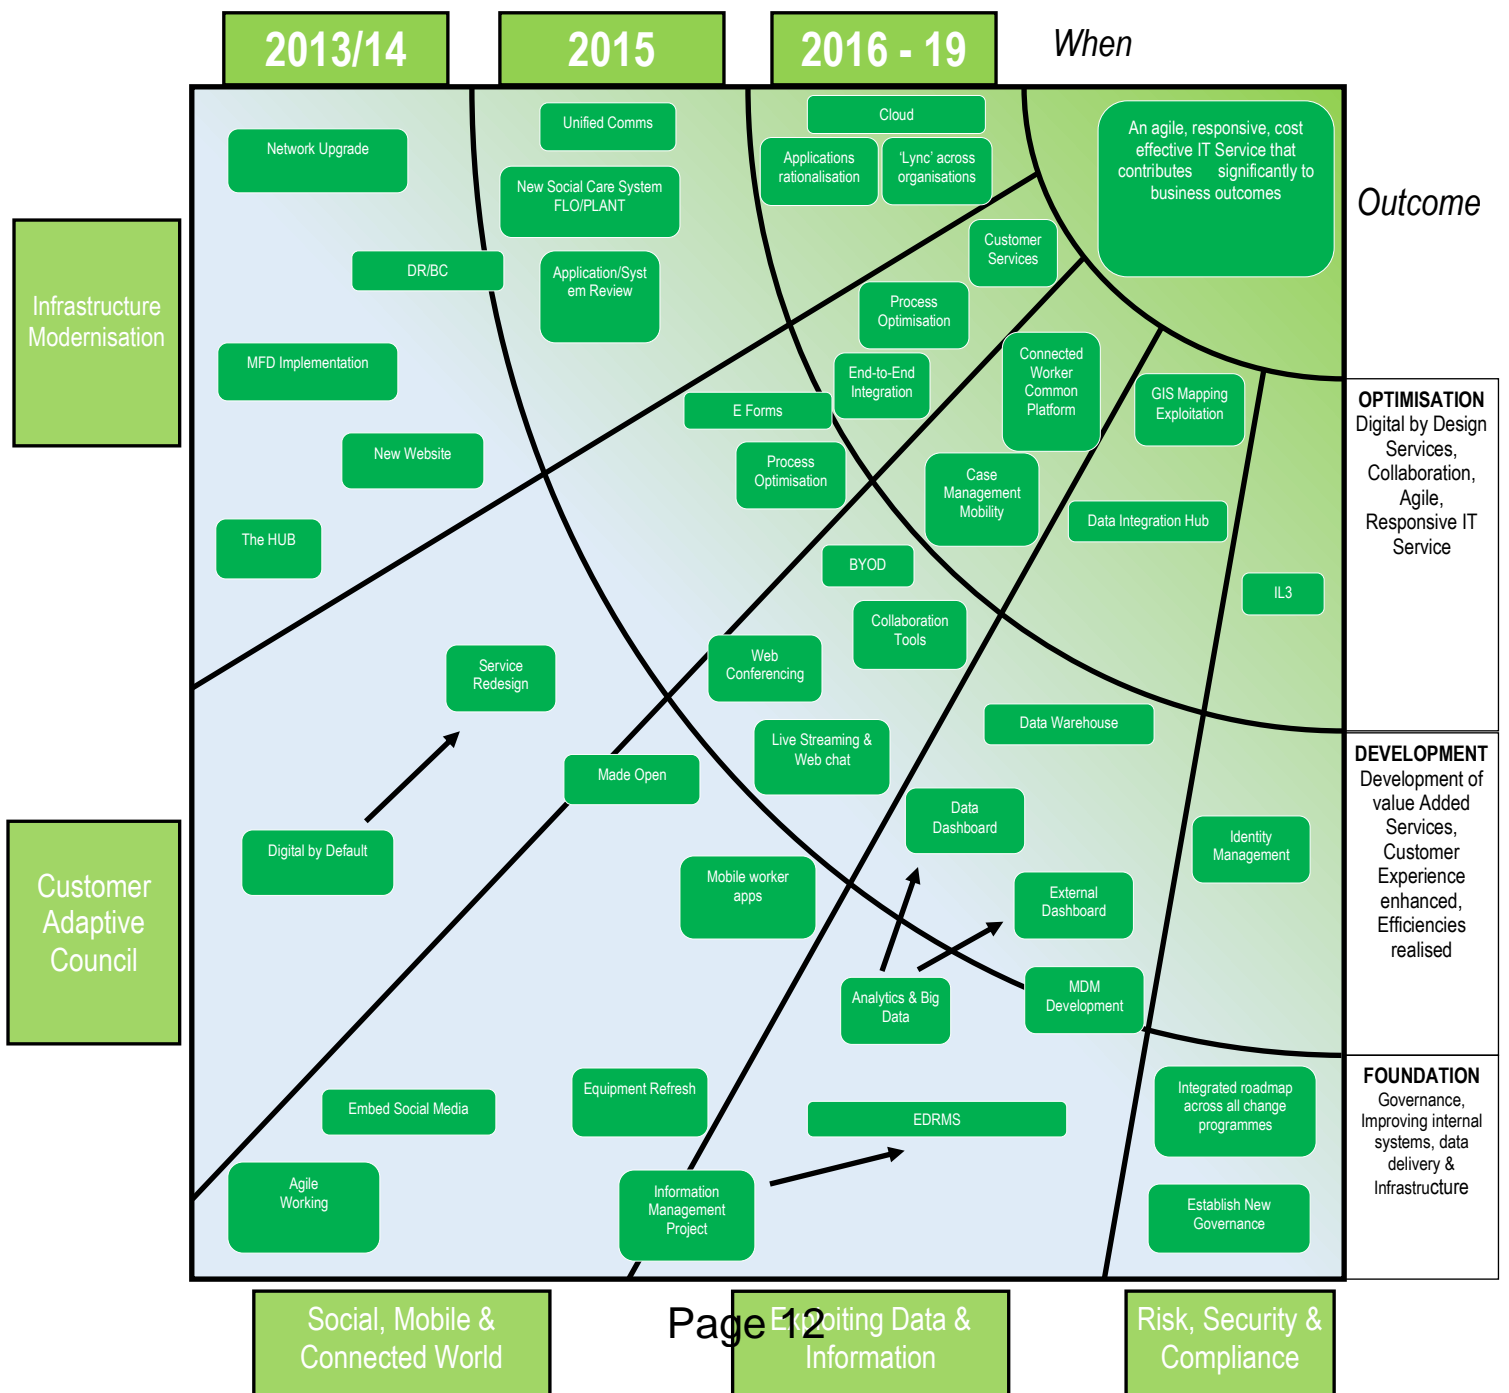 2013/14
2015
2016 - 19
When
Network Upgrade
Unified Comms
Cloud
Applications
rationalisation
‘Lync’ across
organisations
An agile, responsive, cost
effective IT Service that
contributes significantly to
business outcomes
Outcome
New Social Care System
FLO/PLANT
DR/BC
Application/Syst
em Review
Customer
Services
Infrastructure
Modernisation
Process
Optimisation
MFD Implementation
End-to-End
Integration
Connected
Worker
Common
Platform
GIS Mapping
Exploitation
E Forms
New Website
Process
Optimisation
Case
Management
Mobility
The HUB
Data Integration Hub
BYOD
IL3
OPTIMISATION
Digital by Design
Services,
Collaboration,
Agile,
Responsive IT
Service
Collaboration
Tools
Service
Redesign
Web
Conferencing
Data Warehouse
Live Streaming &
Web chat
Made Open
Data
Dashboard
Digital by Default
Identity
Management
Mobile worker
apps
External
Dashboard
DEVELOPMENT
Development of
value Added
Services,
Customer
Experience
enhanced,
Efficiencies
realised
Customer
Adaptive
Council
Analytics & Big
Data
MDM
Development
Equipment Refresh
Embed Social Media
EDRMS
Integrated roadmap
across all change
programmes
Agile
Working
Information
Management
Project
Establish New
Governance
FOUNDATION
Governance,
Improving internal
systems, data
delivery &
Infrastructure
Social, Mobile &
Connected World
Page 12
Exploiting Data &
Information
Risk, Security &
Compliance